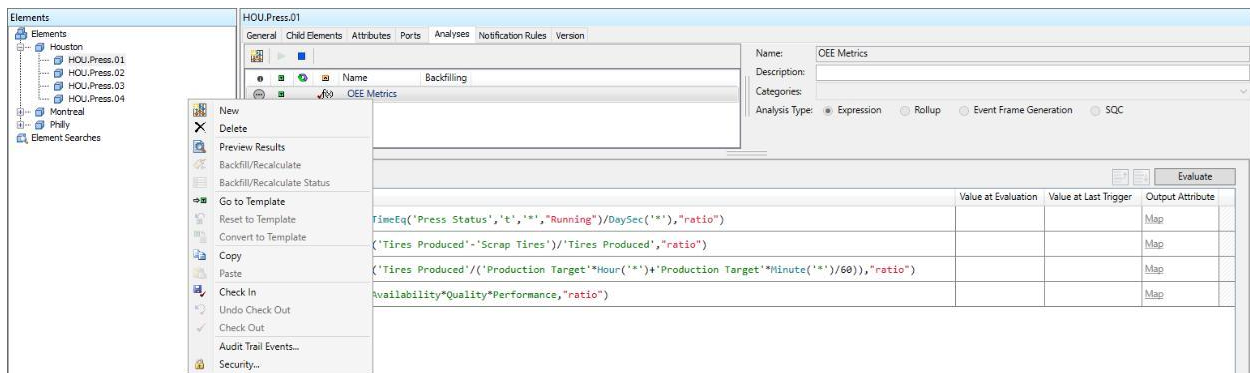 Elements
Elements
Houston
HOU.Press.01
HOU.Press.02
HOU.Press.03
HOU.Press.04
Montreal
Philly
Element Searches
HOU.Press.01
General Child Elements Attributes Ports Analyses Notification Rules Version
Name Backfilling
OEE Metrics
Name: OEE Metrics
Description:
Categories:
Analysis Type: Expression Rollup Event Frame Generation SQC
New
Delete
Preview Results
Backfill/Recalculate
Backfill/Recalculate Status
Go to Template
Reset to Template
Convert to Template
Copy
Paste
Check In
Undo Check Out
Check Out
Audit Trail Events...
Security...
Evaluate
Value at Evaluation Value at Last Trigger Output Attribute
TimeEq('Press Status','t','*',"Running")/DaySec('*'),"ratio") Map
('Tires Produced'-'Scrap Tires')/'Tires Produced',"ratio") Map
('Tires Produced'/('Production Target'*Hour('*')+'Production Target'*Minute('*')/60)),"ratio") Map
Availability*Quality*Performance,"ratio") Map